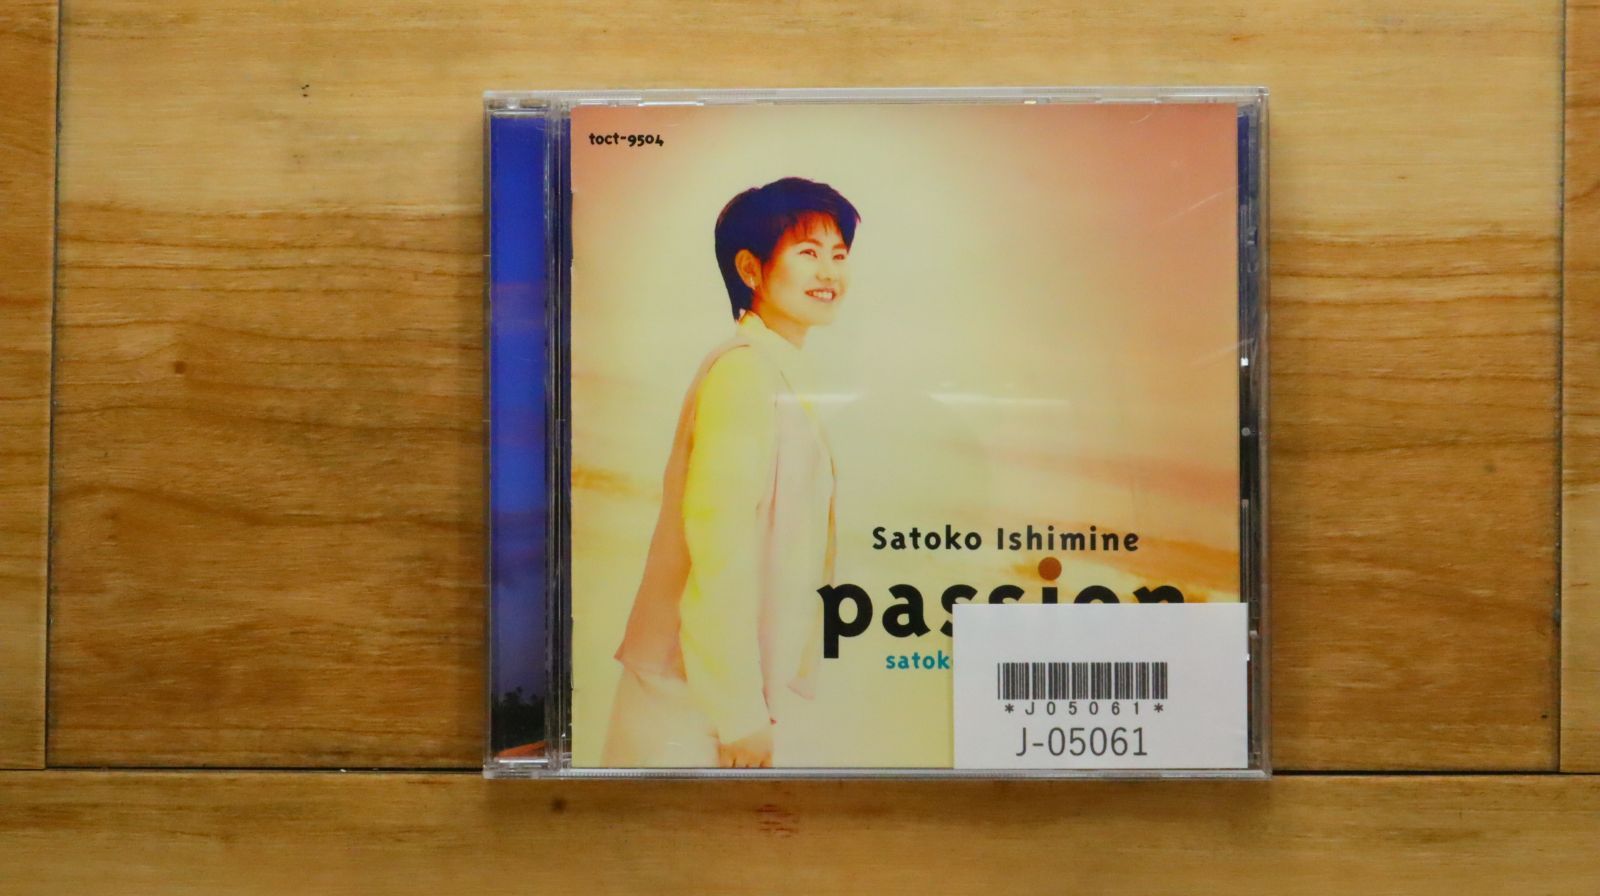 toct-9504
Satoko Ishimine
passion
*J05061*
J-05061